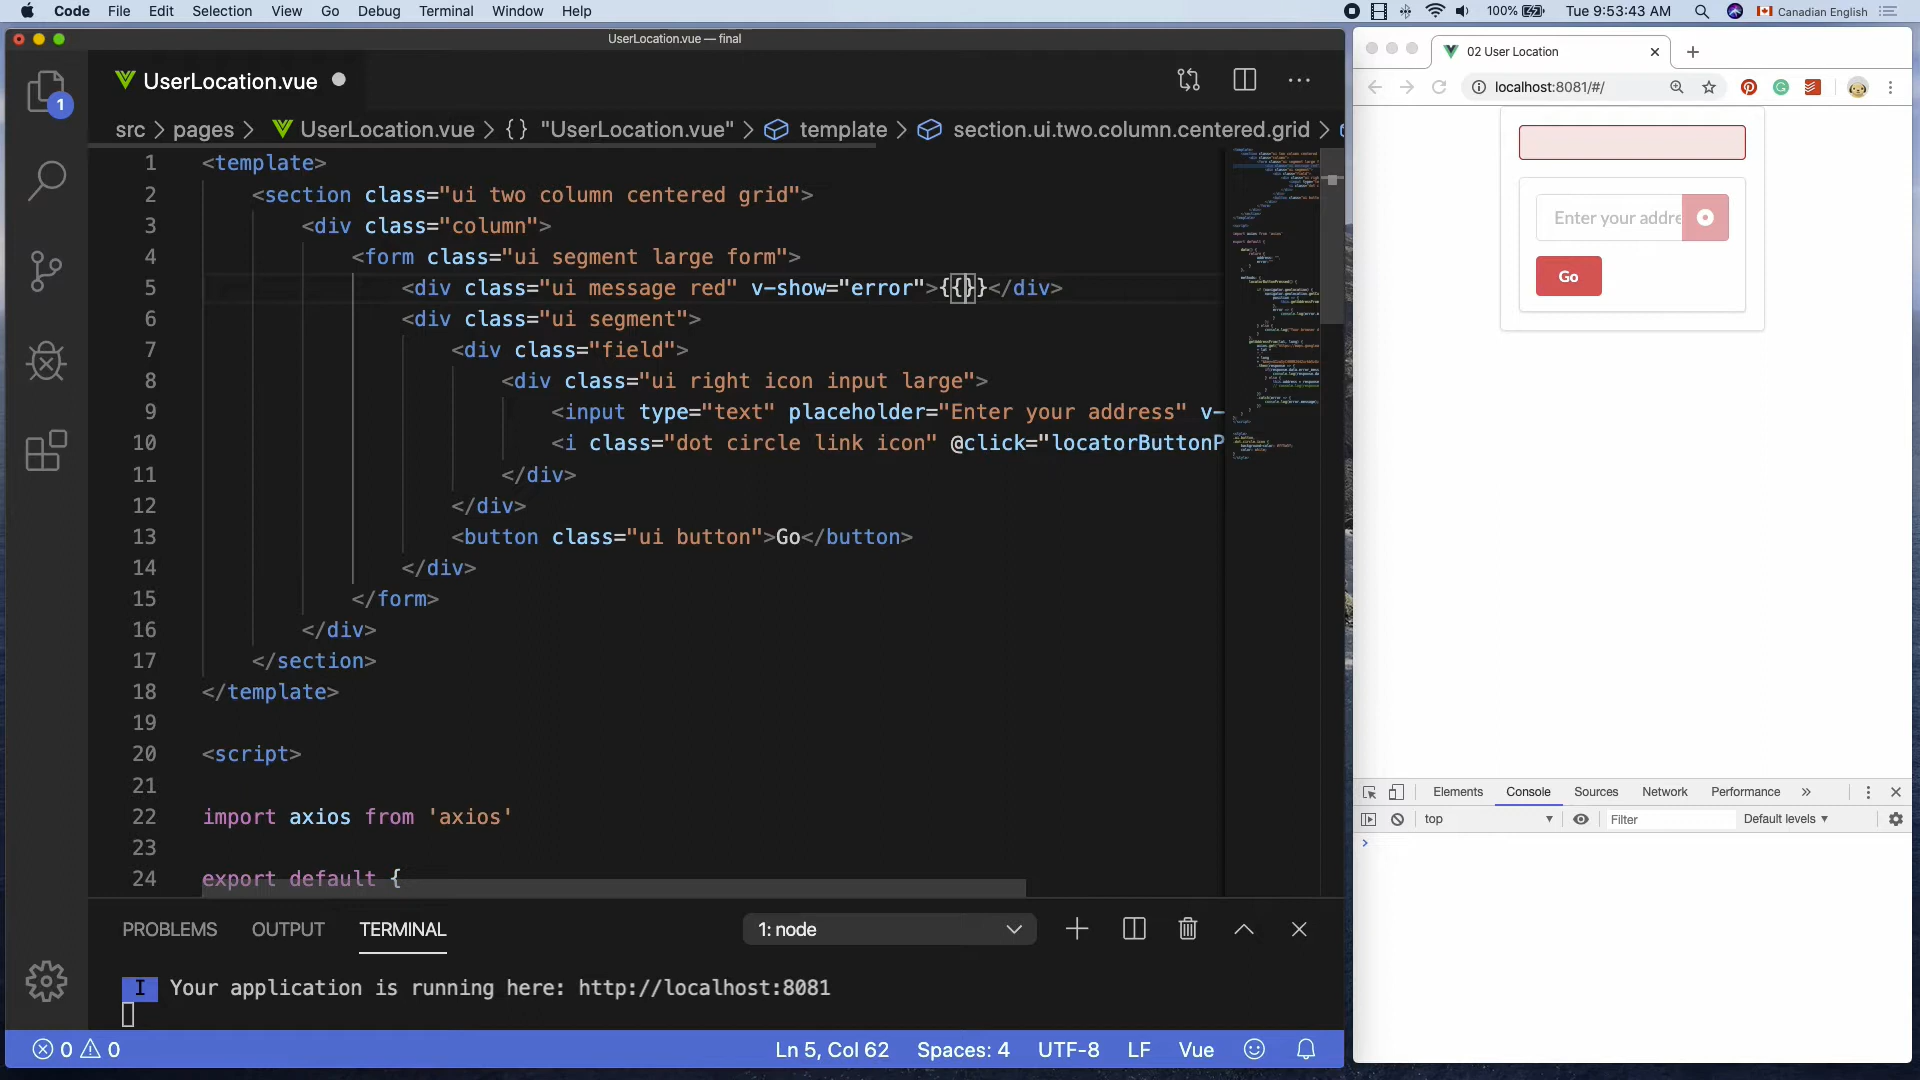 Code File Edit Selection View Go Debug Terminal Window Help 100% Tue 9:53:43 AM Canadian English
UserLocation.vue — final
UserLocation.vue
src > pages > UserLocation.vue > {} "UserLocation.vue" > template > section.ui.two.column.centered.grid >
1 <template>
2 <section class="ui two column centered grid">
3 <div class="column">
4 <form class="ui segment large form">
5 <div class="ui message red" v-show="error">{{}}</div>
6 <div class="ui segment">
7 <div class="field">
8 <div class="ui right icon input large">
9 <input type="text" placeholder="Enter your address" v-
10 <i class="dot circle link icon" @click="locatorButtonP
11 </div>
12 </div>
13 <button class="ui button">Go</button>
14 </div>
15 </form>
16 </div>
17 </section>
18 </template>
19
20 <script>
21
22 import axios from 'axios'
23
24 export default {
1
PROBLEMS OUTPUT TERMINAL 1: node
I Your application is running here: http://localhost:8081
0 0 Ln 5, Col 62 Spaces: 4 UTF-8 LF Vue
02 User Location
localhost:8081/#/
Enter your addre
Go
Elements Console Sources Network Performance »
top Filter Default levels
>